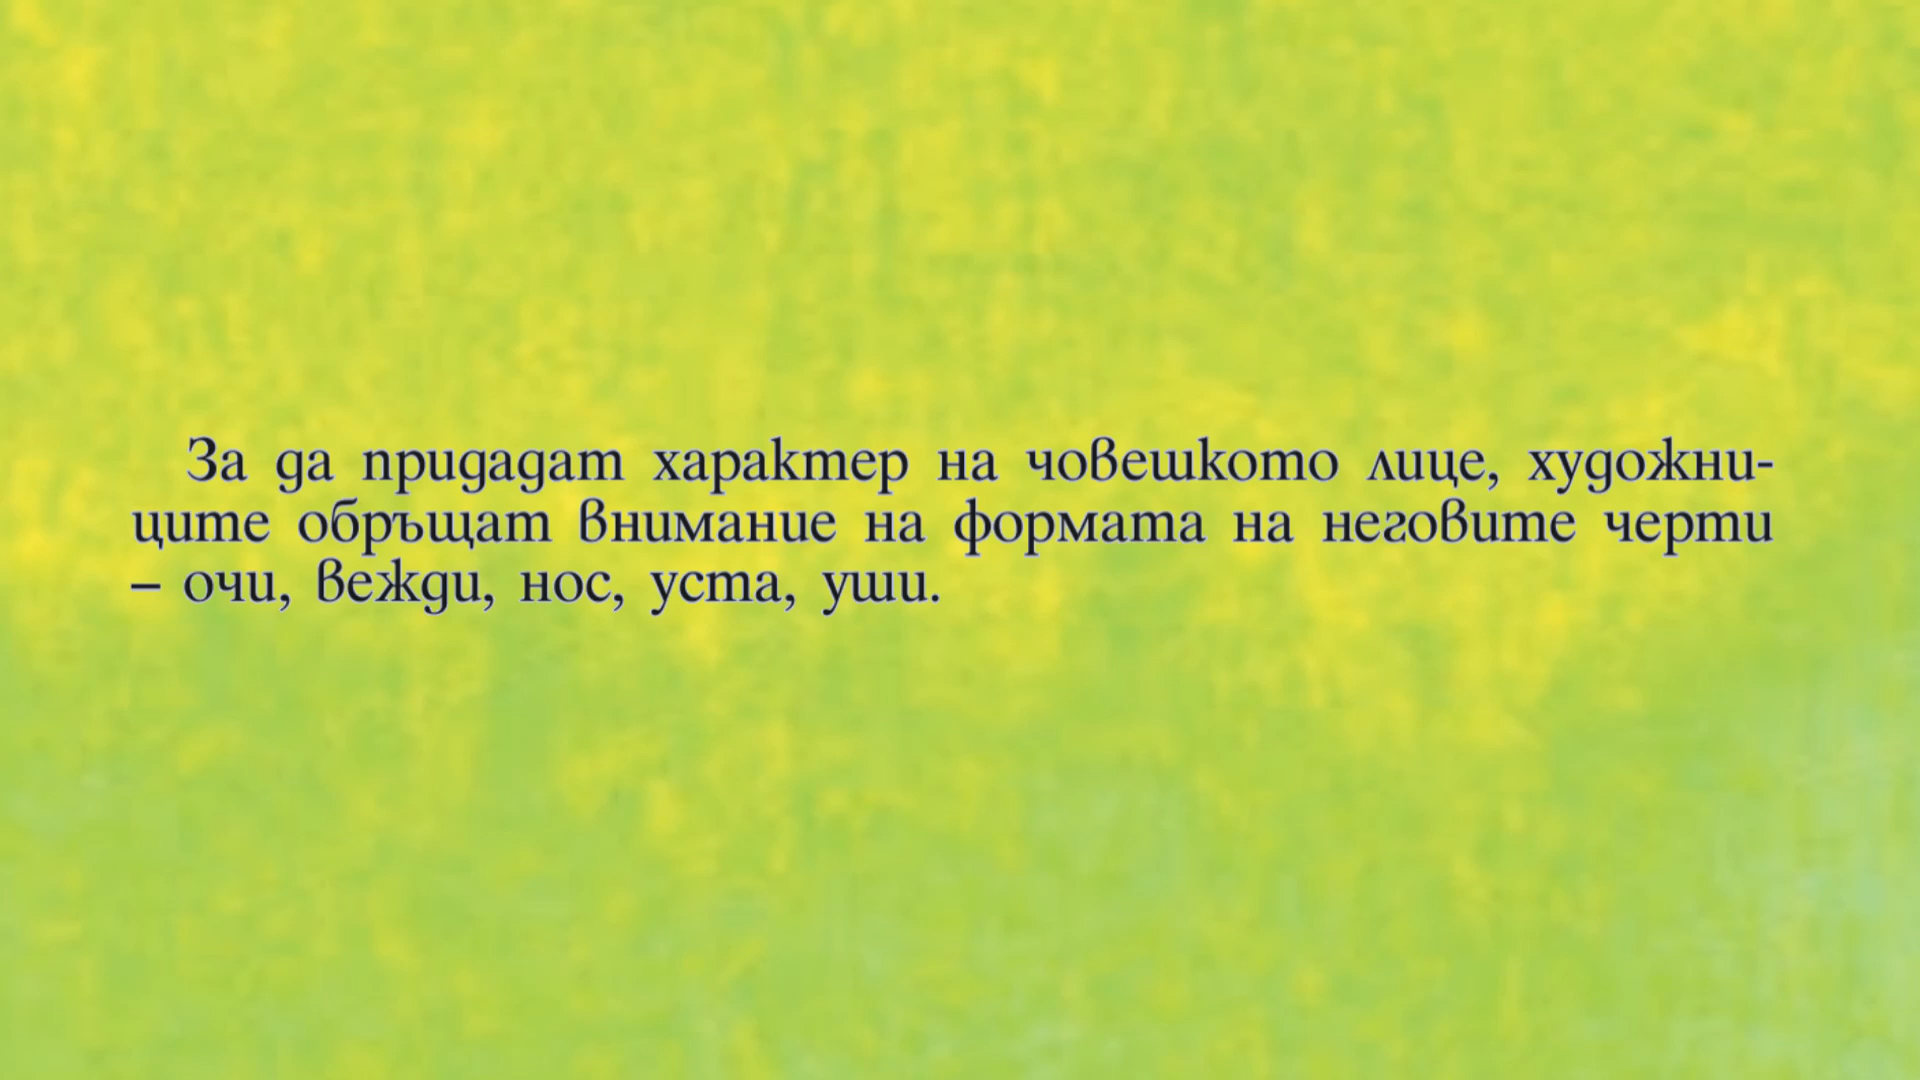 За да придадат характер на човешкото лице, художни-
ците обръщат внимание на формата на неговите черти
– очи, вежди, нос, уста, уши.